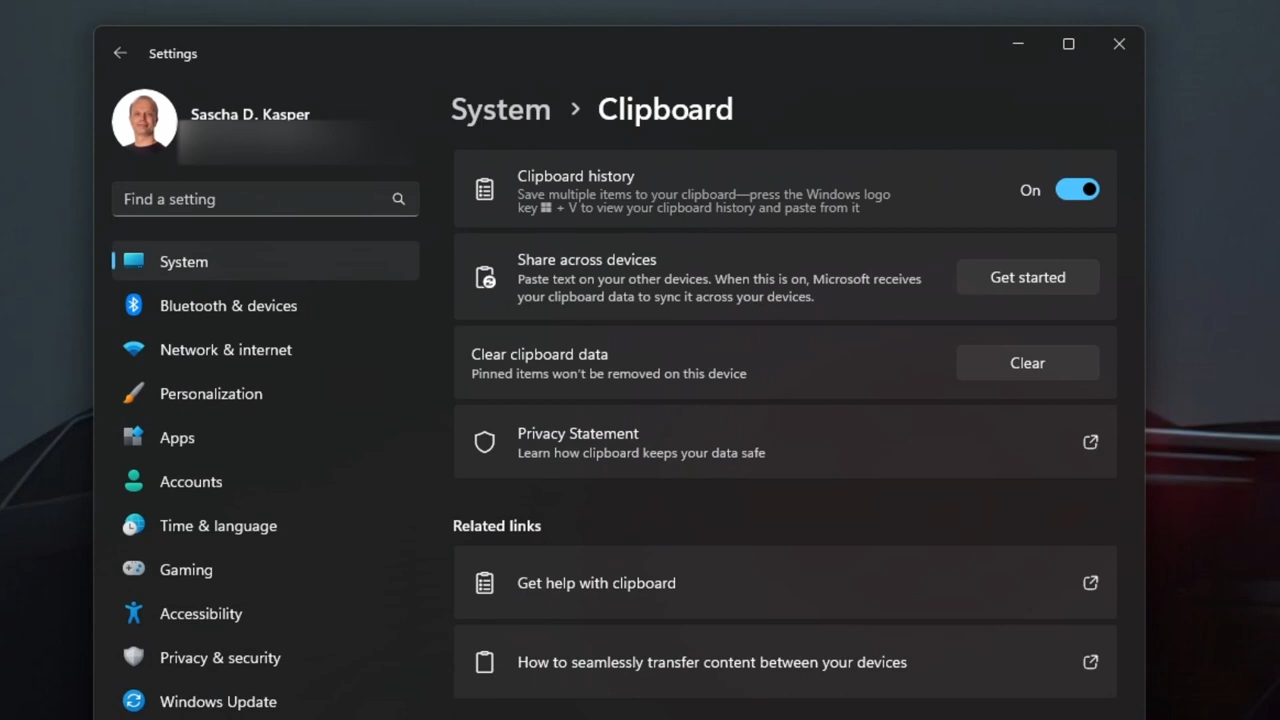 Settings
Sascha D. Kasper
Find a setting
System
Bluetooth & devices
Network & internet
Personalization
Apps
Accounts
Time & language
Gaming
Accessibility
Privacy & security
Windows Update
System › Clipboard
Clipboard history
Save multiple items to your clipboard—press the Windows logo
key + V to view your clipboard history and paste from it
On
Share across devices
Paste text on your other devices. When this is on, Microsoft receives
your clipboard data to sync it across your devices.
Get started
Clear clipboard data
Pinned items won't be removed on this device
Clear
Privacy Statement
Learn how clipboard keeps your data safe
Related links
Get help with clipboard
How to seamlessly transfer content between your devices